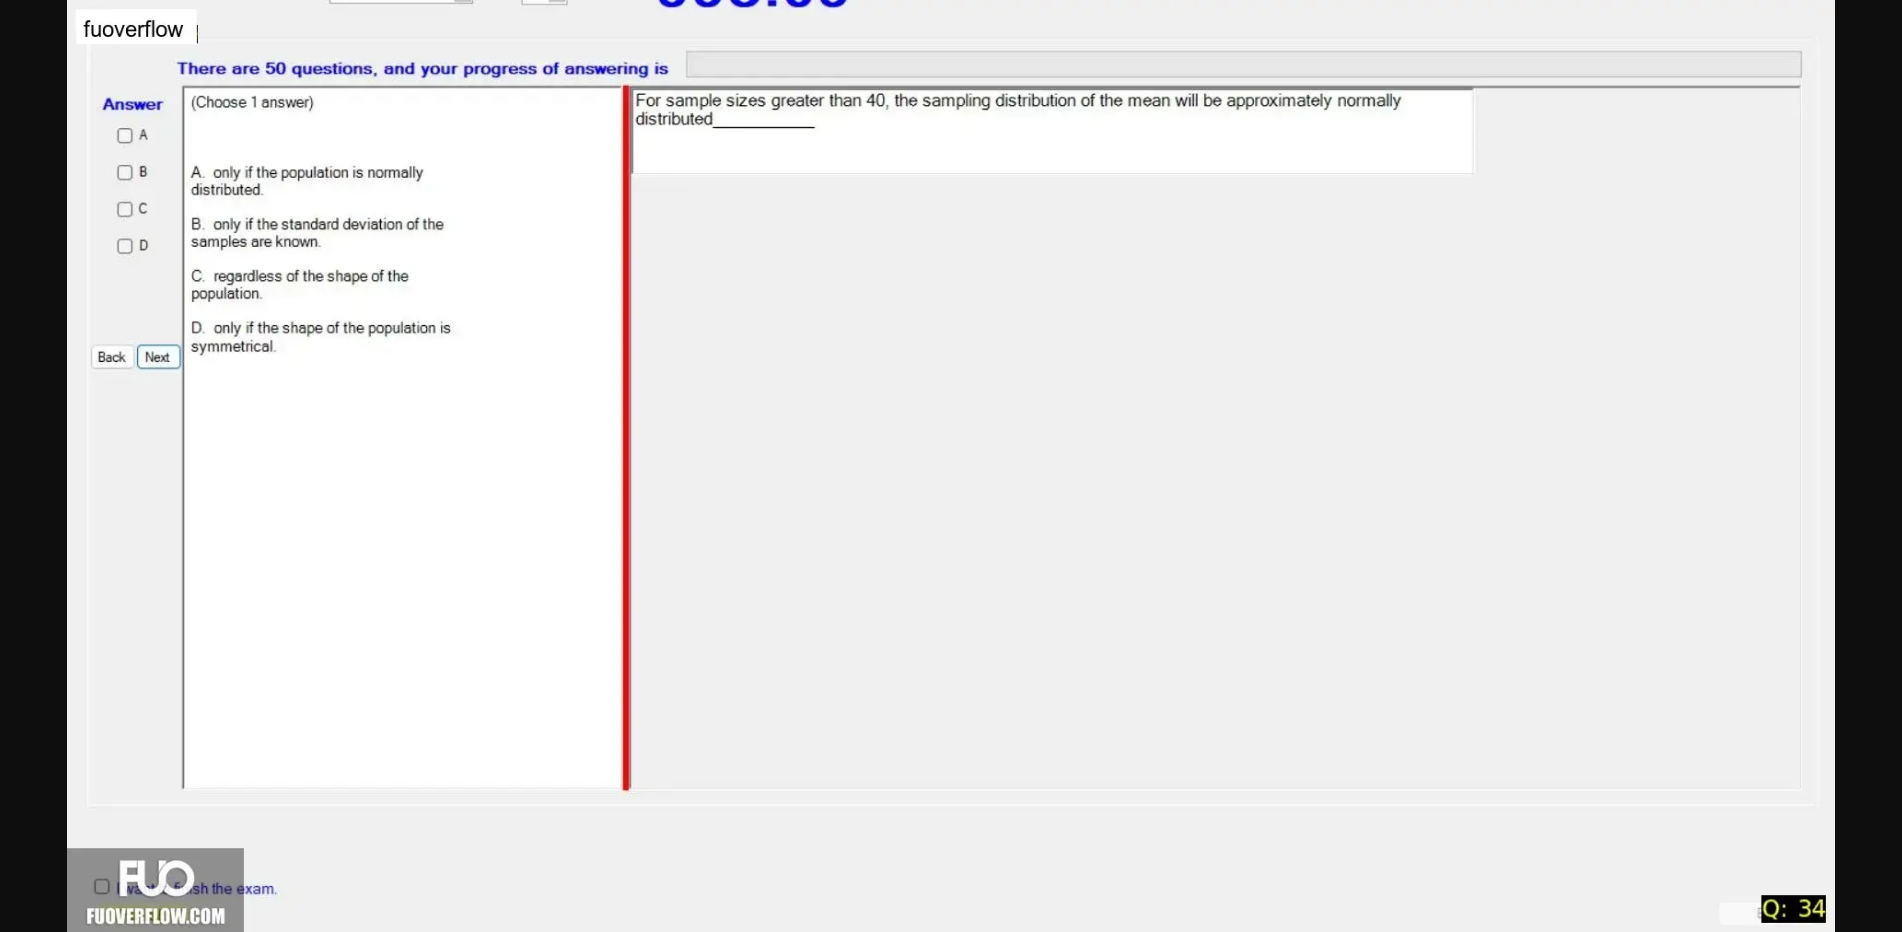 fuoverflow
There are 50 questions, and your progress of answering is
Answer
(Choose 1 answer)
For sample sizes greater than 40, the sampling distribution of the mean will be approximately normally
distributed___________
A
B
C
D
A. only if the population is normally
distributed.
B. only if the standard deviation of the
samples are known.
C. regardless of the shape of the
population.
D. only if the shape of the population is
symmetrical.
Back
Next
FUO
I want to finish the exam.
FUOVERFLOW.COM
Q: 34